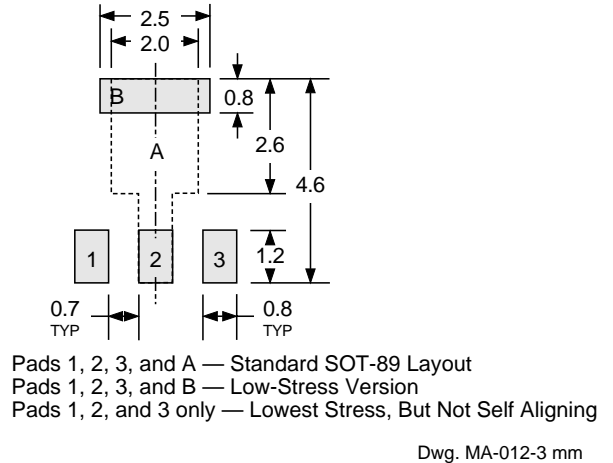 2.5
2.0
B
0.8
A
2.6
4.6
1
2
3
1.2
0.7
TYP
0.8
TYP
Pads 1, 2, 3, and A — Standard SOT-89 Layout
Pads 1, 2, 3, and B — Low-Stress Version
Pads 1, 2, and 3 only — Lowest Stress, But Not Self Aligning
Dwg. MA-012-3 mm